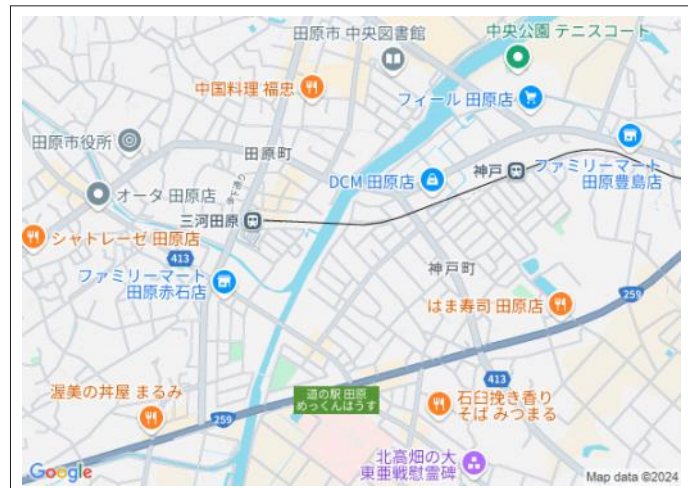 田原市 中央図書館
中央公園 テニスコート
中国料理 福忠
フィール 田原店
田原市役所
田原町
神戸
ファミリーマート
田原豊島店
DCM 田原店
オータ 田原店
三河田原
シャトレーゼ 田原店
413
神戸町
ファミリーマート
田原赤石店
259
はま寿司 田原店
413
道の駅 田原
めっくんはうす
渥美の丼屋 まるみ
石臼挽き香り
そば みつまる
259
北高畑の大
東亜戦慰霊碑
Google
Map data ©2024